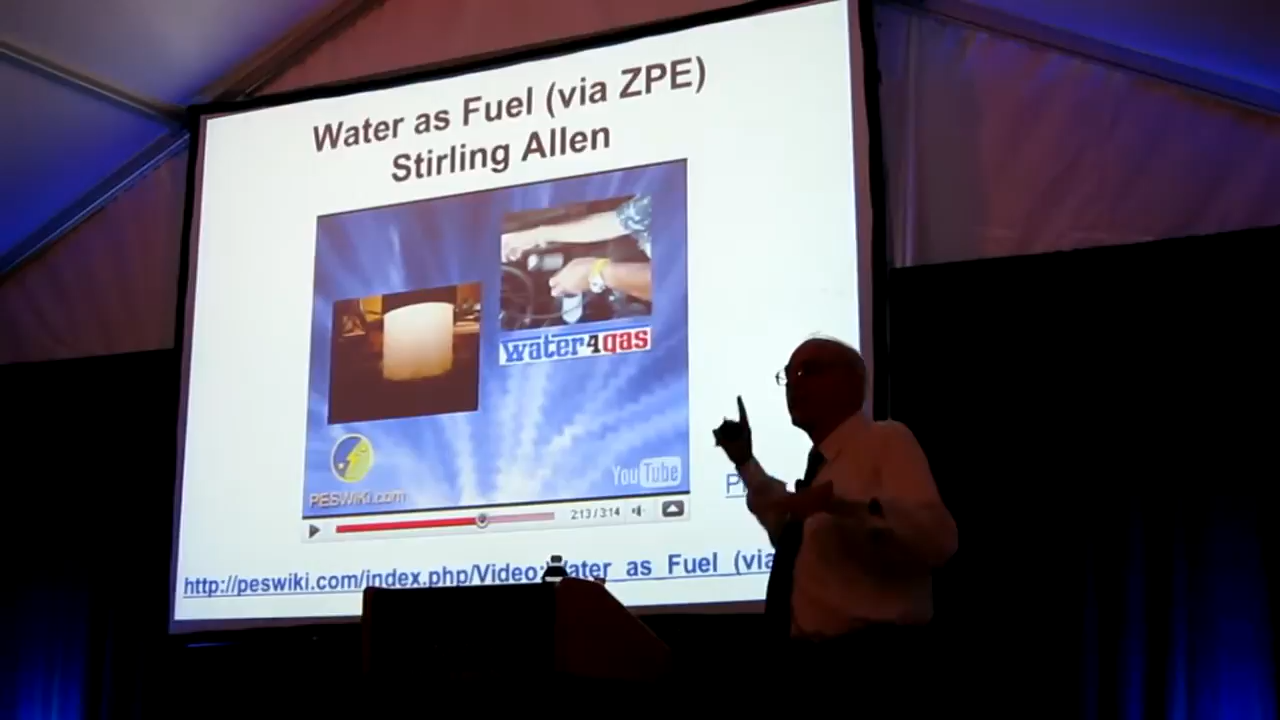 Water as Fuel (via ZPE)
Stirling Allen
water4gas
PESWiki.com
YouTube
2:13 / 3:14
http://peswiki.com/index.php/Video: ater_as_Fuel_(via